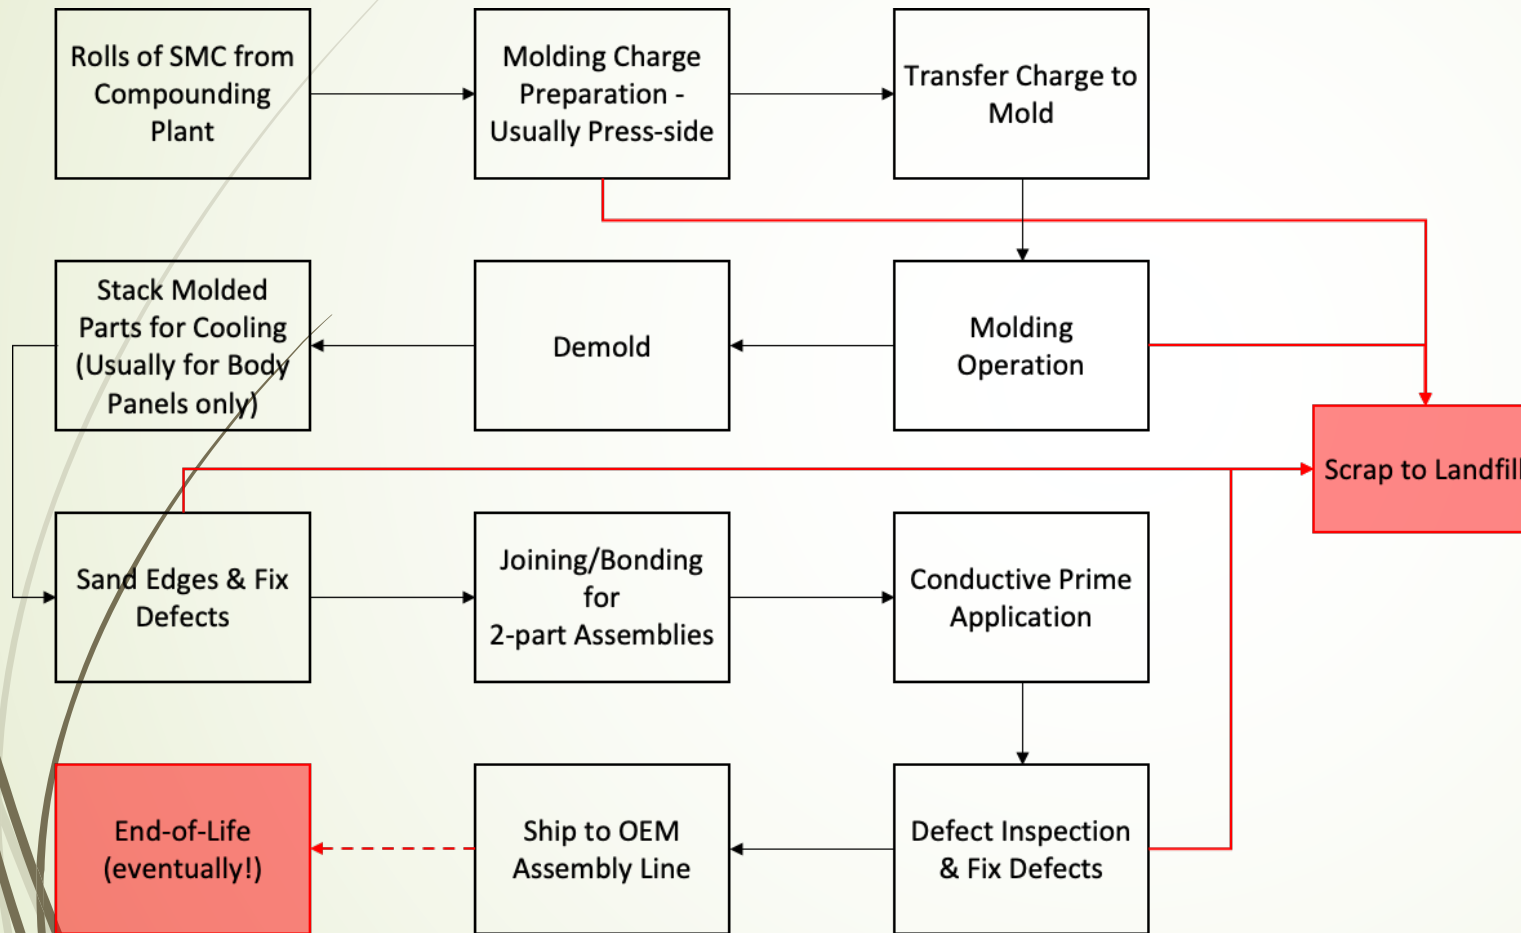 Rolls of SMC from
Compounding
Plant
Molding Charge
Preparation -
Usually Press-side
Transfer Charge to
Mold
Stack Molded
Parts for Cooling
(Usually for Body
Panels only)
Demold
Molding
Operation
Scrap to Landfill
Sand Edges & Fix
Defects
Joining/Bonding
for
2-part Assemblies
Conductive Prime
Application
End-of-Life
(eventually!)
Ship to OEM
Assembly Line
Defect Inspection
& Fix Defects